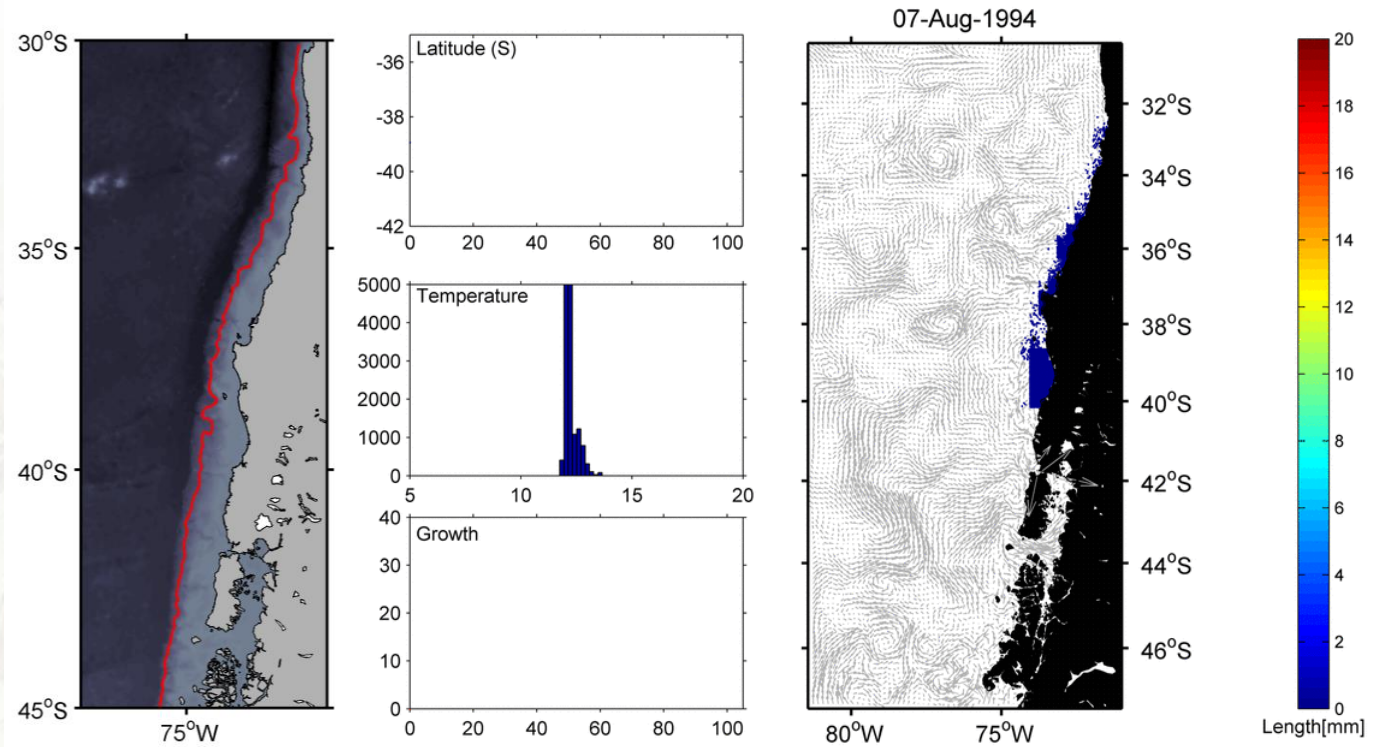 30°S
35°S
40°S
45°S
75°W
Latitude (S)
-36
-38
-40
-42
0 20 40 60 80 100
Temperature
5000
4000
3000
2000
1000
0
5 10 15 20
Growth
40
30
20
10
0
0 20 40 60 80 100
07-Aug-1994
32°S
34°S
36°S
38°S
40°S
42°S
44°S
46°S
80°W 75°W
20
18
16
14
12
10
8
6
4
2
0
Length[mm]